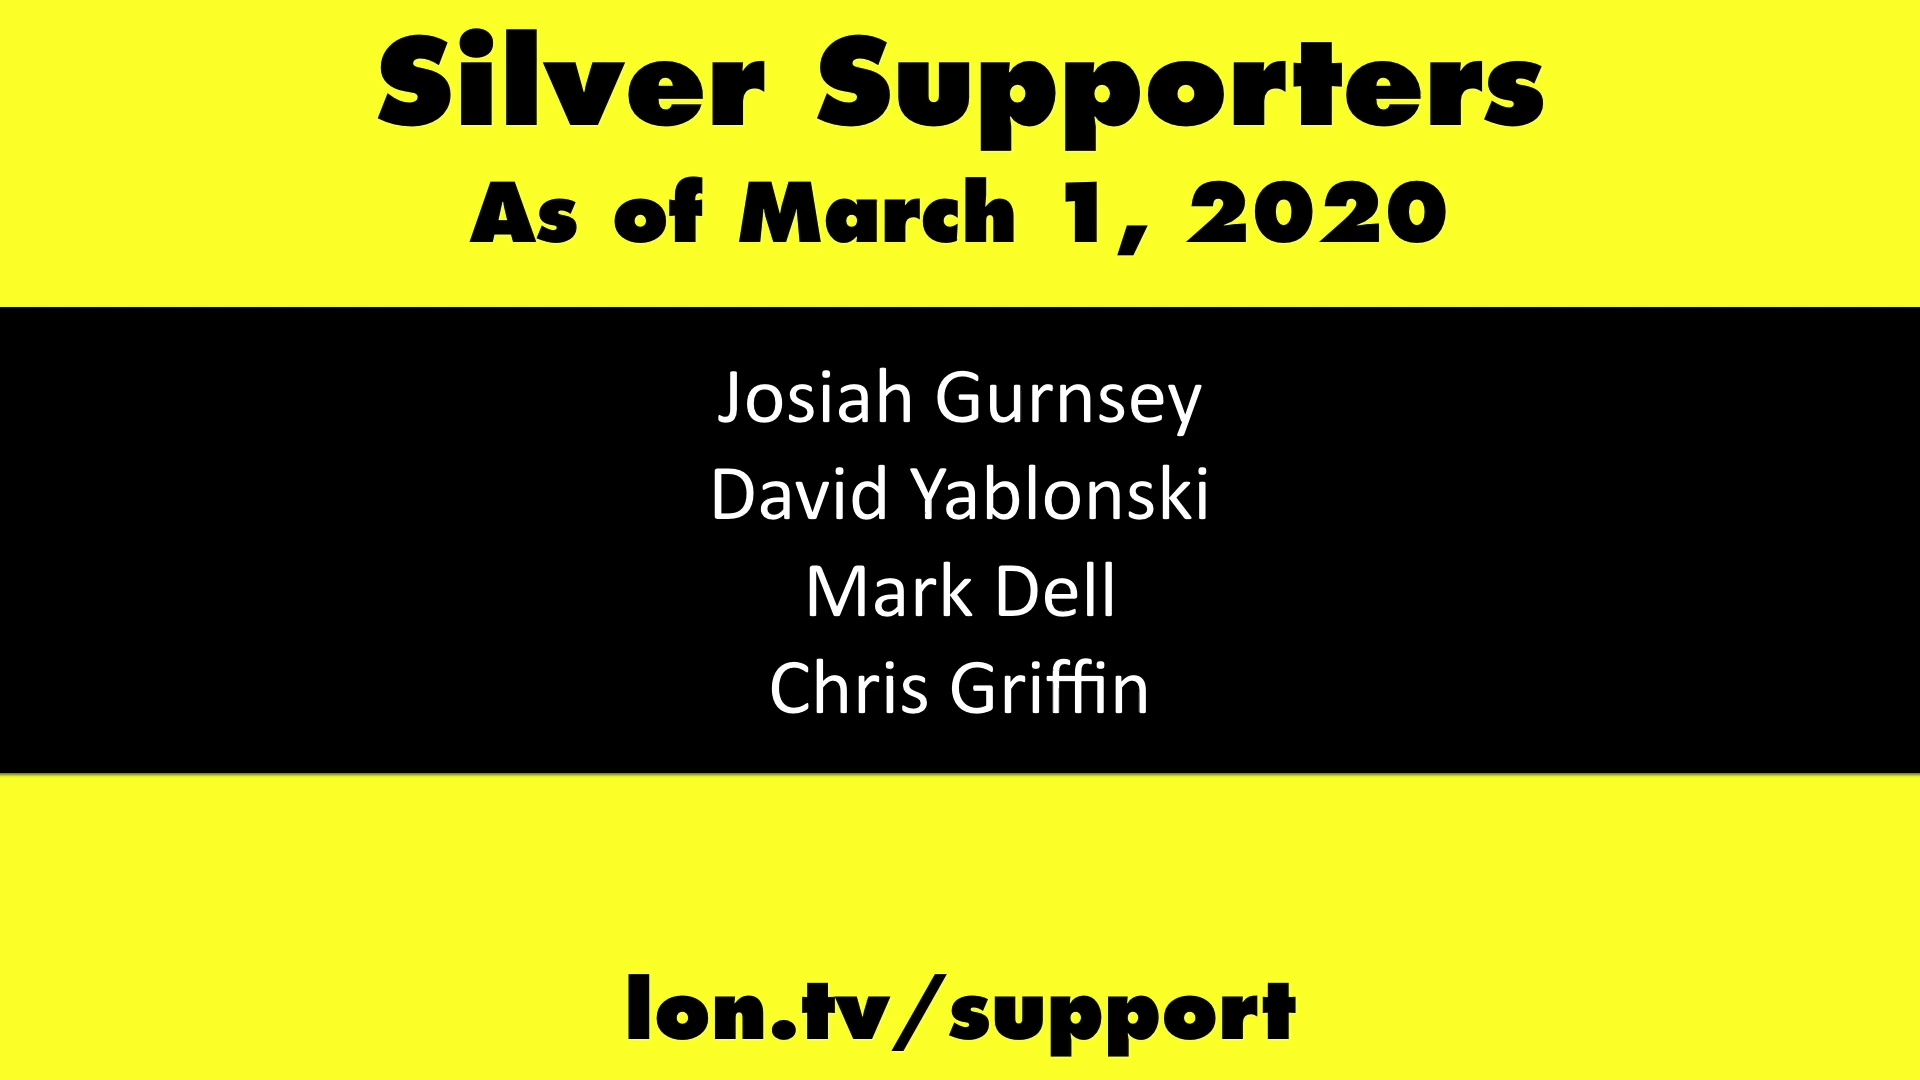 Silver Supporters
As of March 1, 2020
Josiah Gurnsey
David Yablonski
Mark Dell
Chris Griffin
lon.tv/support